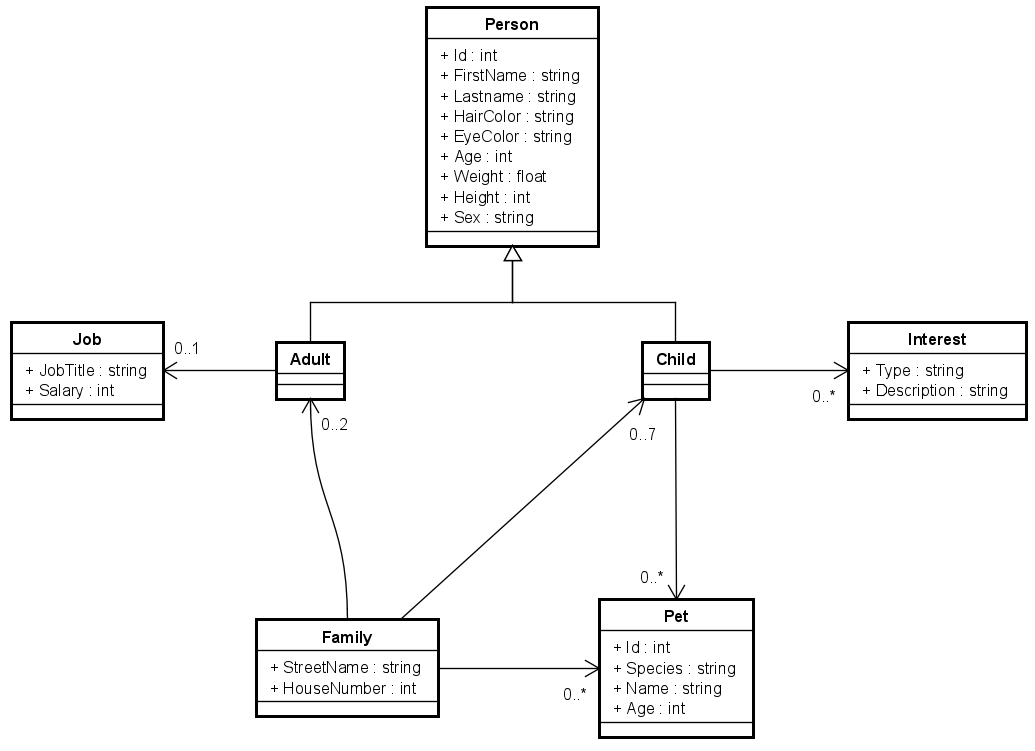 Person
+ Id : int
+ FirstName : string
+ Lastname : string
+ HairColor : string
+ EyeColor : string
+ Age : int
+ Weight : float
+ Height : int
+ Sex : string
Job
+ JobTitle : string
+ Salary : int
0..1
Adult
0..2
Child
0..7
Interest
+ Type : string
+ Description : string
0..*
Family
+ StreetName : string
+ HouseNumber : int
0..*
0..*
Pet
+ Id : int
+ Species : string
+ Name : string
+ Age : int